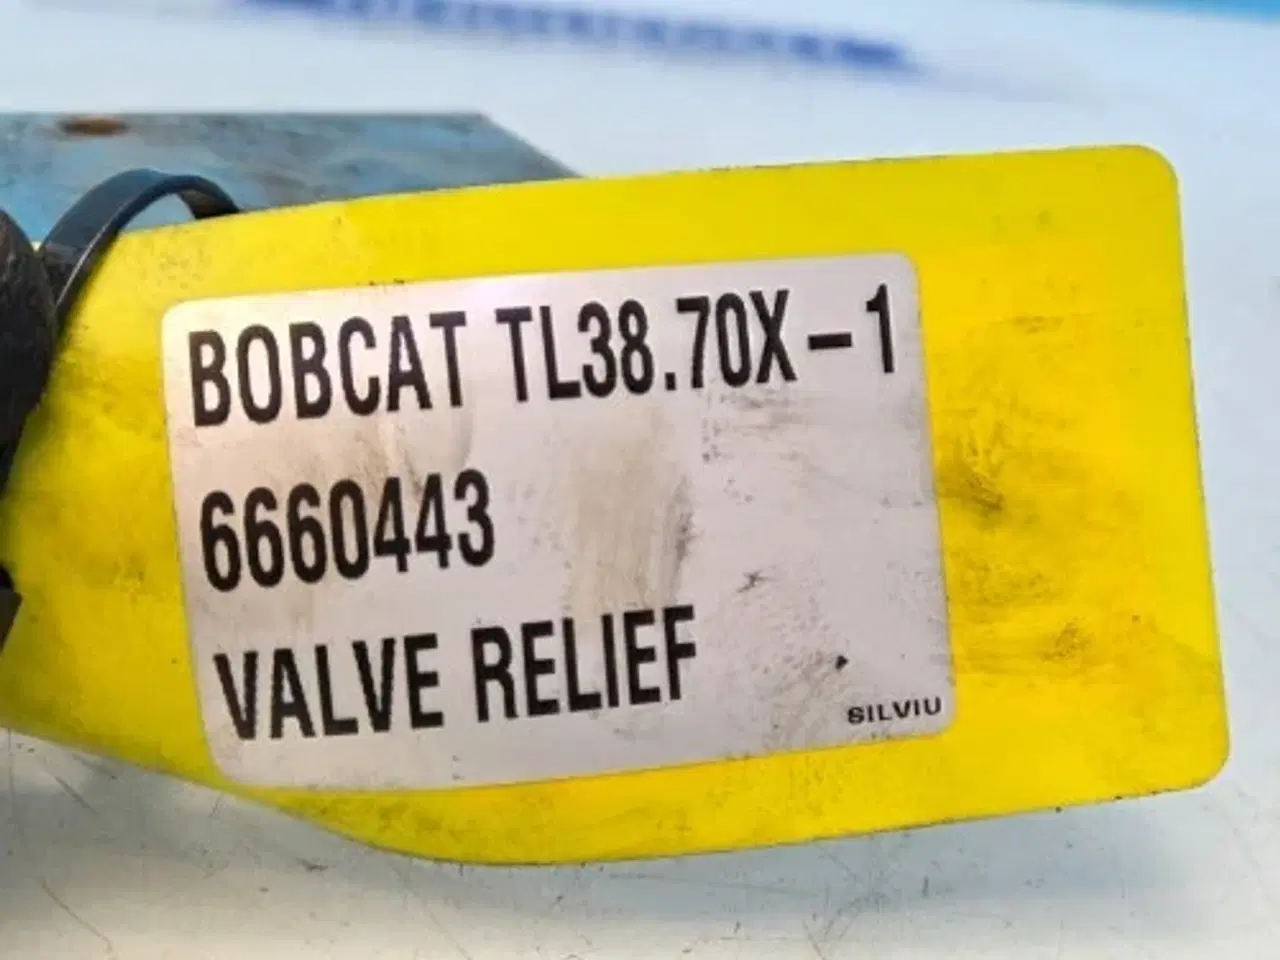 BOBCAT TL38.70X-1
6660443
VALVE RELIEF
SILVIU